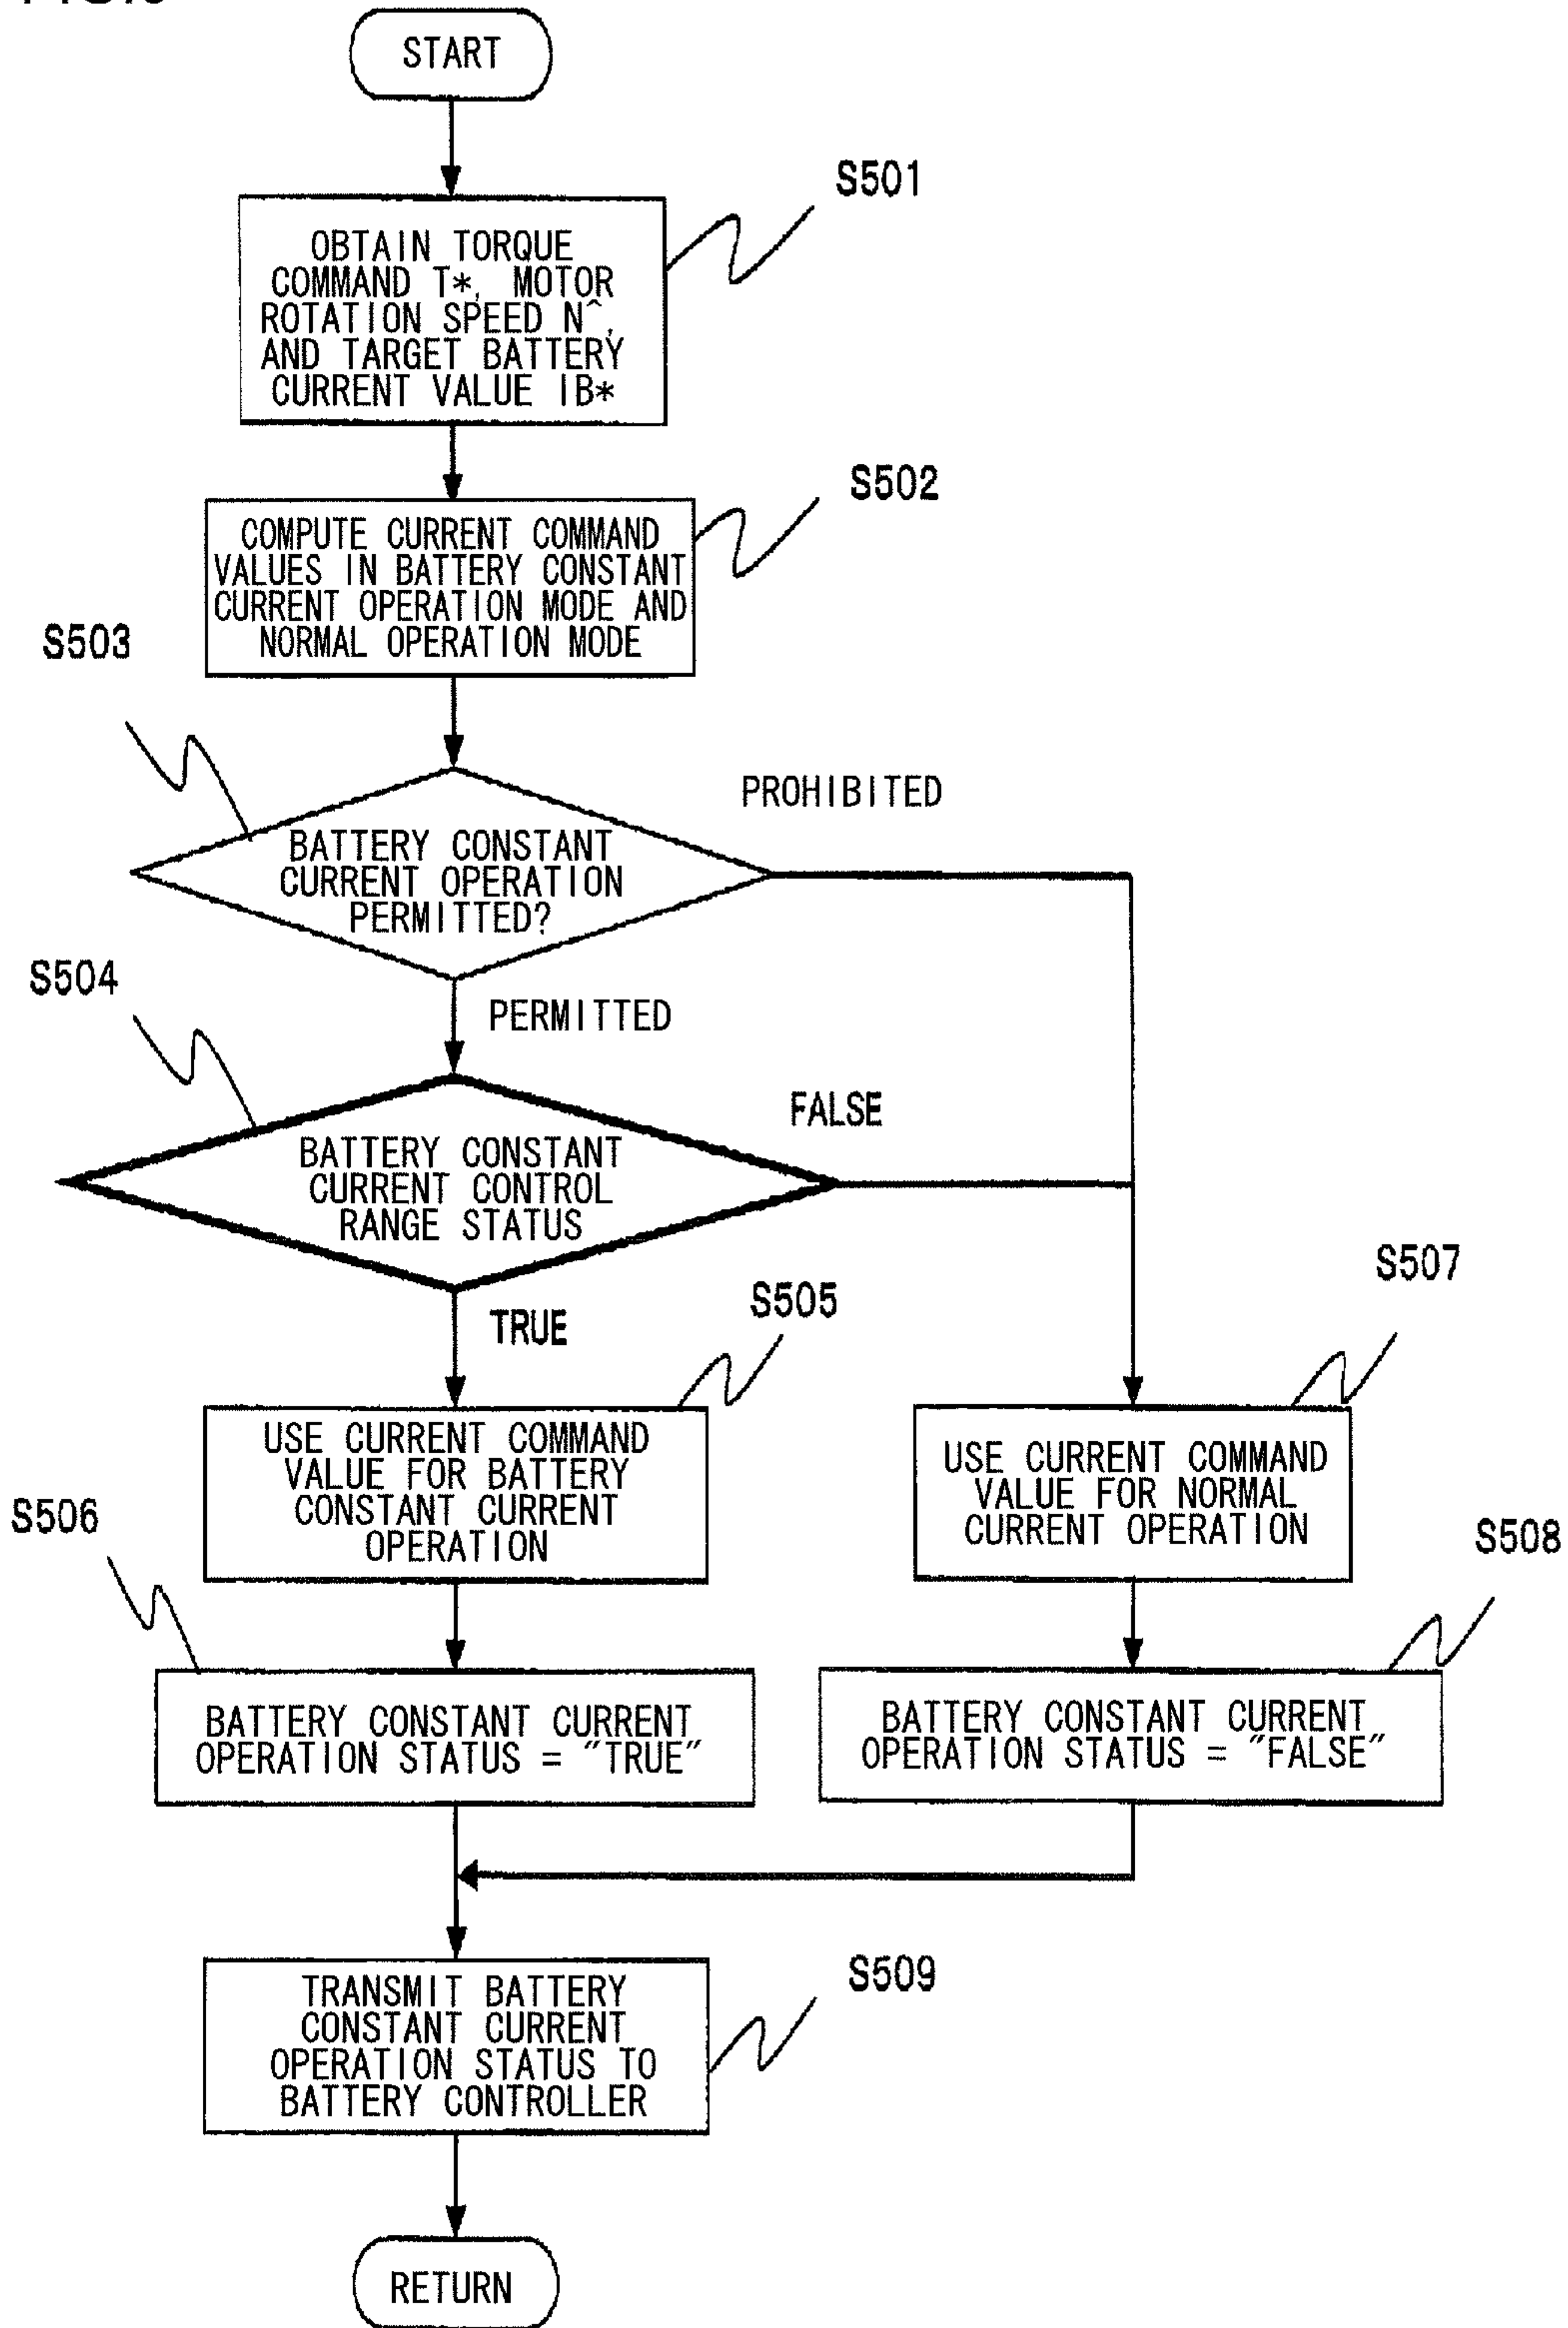 START
S501
OBTAIN TORQUE
COMMAND T*, MOTOR
ROTATION SPEED N^,
AND TARGET BATTERY
CURRENT VALUE IB*
S502
COMPUTE CURRENT COMMAND
VALUES IN BATTERY CONSTANT
CURRENT OPERATION MODE AND
NORMAL OPERATION MODE
S503
PROHIBITED
BATTERY CONSTANT
CURRENT OPERATION
PERMITTED?
S504
PERMITTED
FALSE
BATTERY CONSTANT
CURRENT CONTROL
RANGE STATUS
TRUE
S505
S507
USE CURRENT COMMAND
VALUE FOR BATTERY
CONSTANT CURRENT
OPERATION
USE CURRENT COMMAND
VALUE FOR NORMAL
CURRENT OPERATION
S506
S508
BATTERY CONSTANT CURRENT
OPERATION STATUS = "TRUE"
BATTERY CONSTANT CURRENT
OPERATION STATUS = "FALSE"
S509
TRANSMIT BATTERY
CONSTANT CURRENT
OPERATION STATUS TO
BATTERY CONTROLLER
RETURN